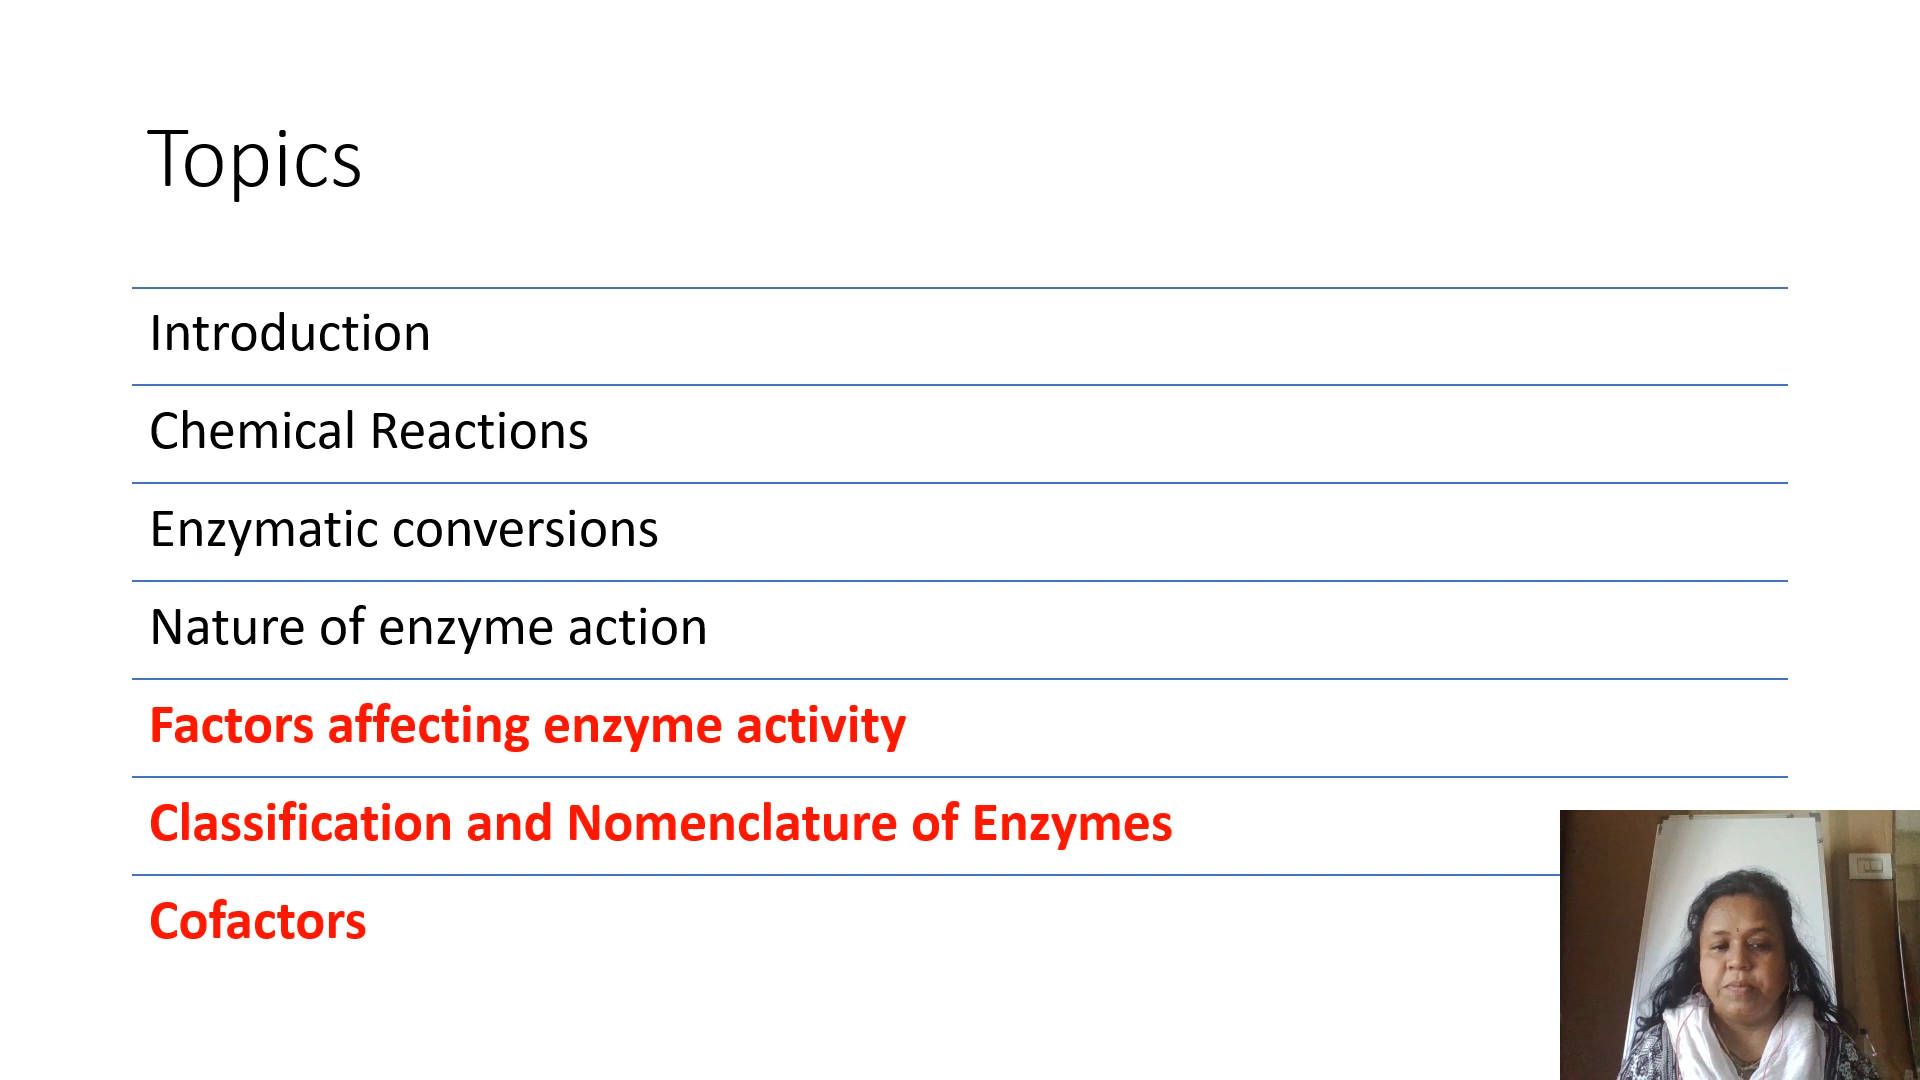 Topics
Introduction
Chemical Reactions
Enzymatic conversions
Nature of enzyme action
Factors affecting enzyme activity
Classification and Nomenclature of Enzymes
Cofactors